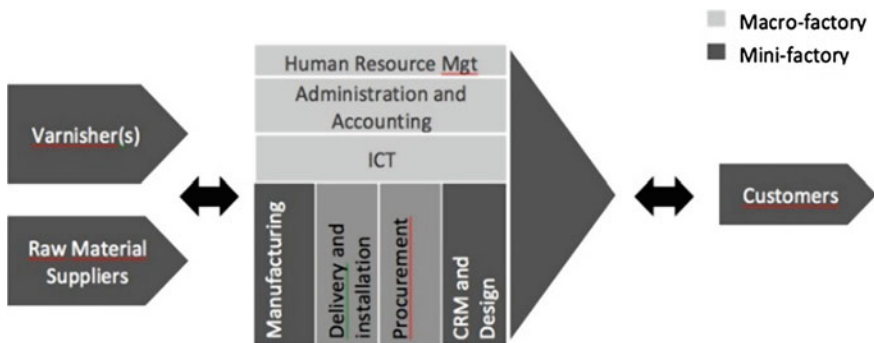 Macro-factory
Mini-factory
Human Resource Mgt
Administration and
Accounting
ICT
Varnisher(s)
Raw Material
Suppliers
Manufacturing
Delivery and
installation
Procurement
CRM and
Design
Customers